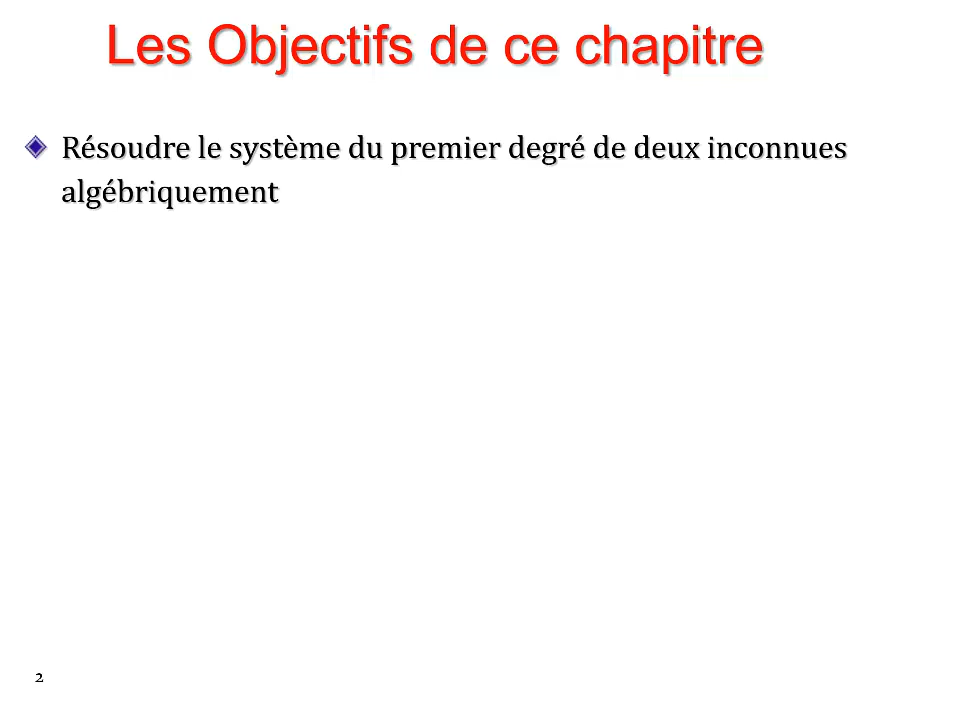 Les Objectifs de ce chapitre
Résoudre le système du premier degré de deux inconnues
algébriquement
2